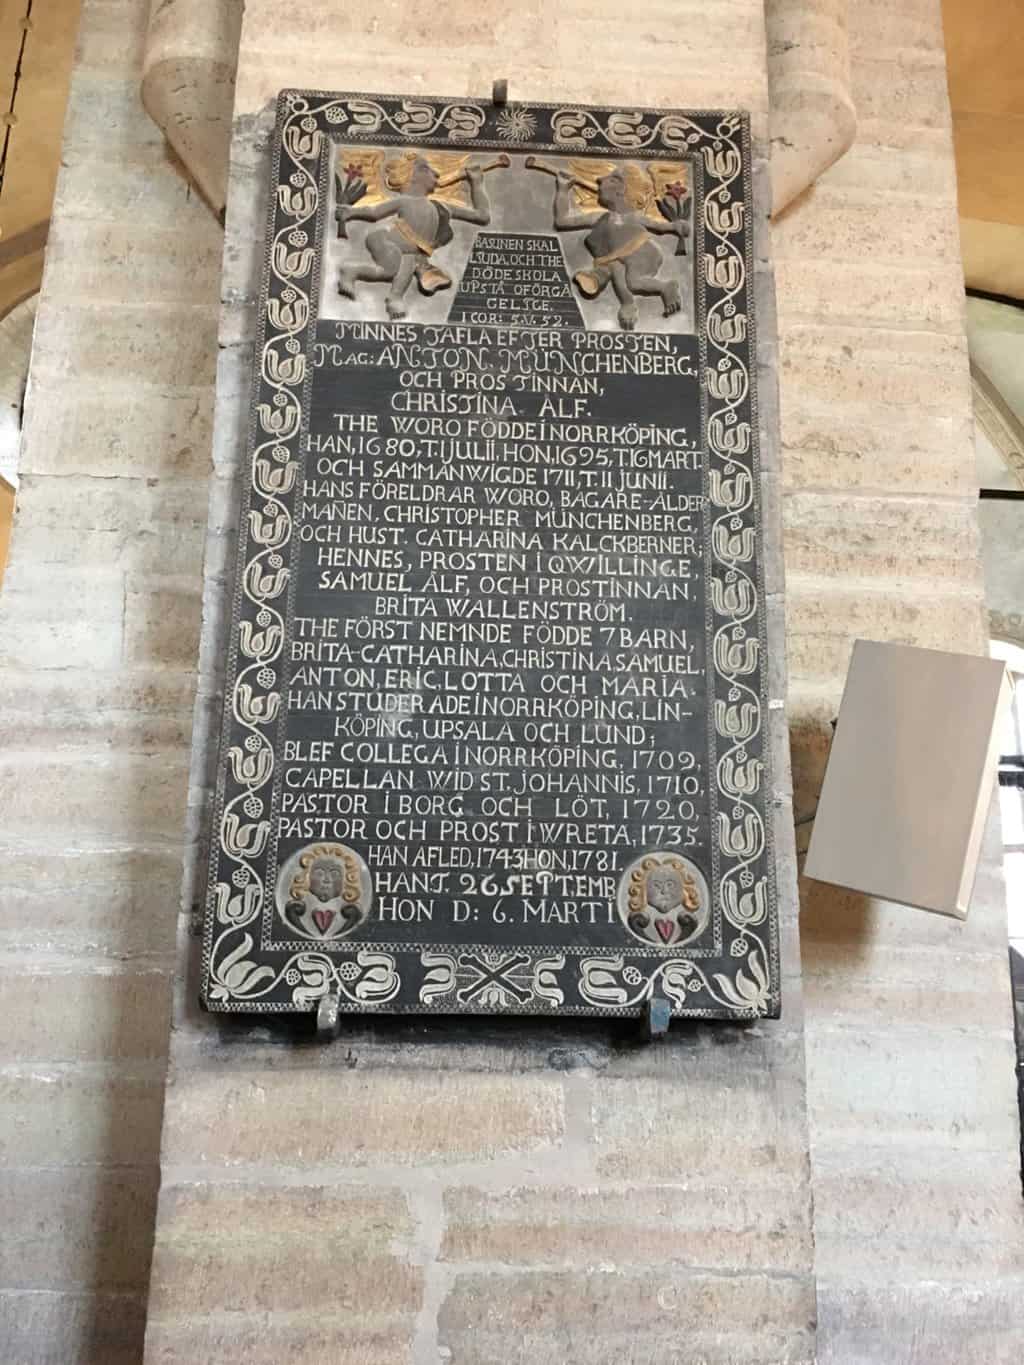 BASUNEN SKAL
LIUDA, OCH THE
DÖDE SKOLA
UPSTÅ OFÖRGÄ
GELIGE.
I COR: 5.V. 52.
MINNES TAFLA EFTER PROSTEN,
MAG: ANTON. MÜNCHENBERG,
OCH PROSTINNAN,
CHRISTINA ALF.
THE WORO FÖDDE I NORRKÖPING,
HAN, 1680, T. I JULII, HON. 1695, T. 16 MART.
OCH SAMMANWIGDE 1711, T. 11 JUNII.
HANS FÖRELDRAR WORO, BAGARE-ÅLDER
MAÑEN, CHRISTOPHER MÜNCHENBERG,
OCH HUST. CATHARINA KALCKBERNER;
HENNES, PROSTEN I QWILLINGE,
SAMUEL ALF, OCH PROSTINNAN,
BRITA WALLENSTRÖM.
THE FÖRST NEMNDE FÖDDE 7 BARN,
BRITA-CATHARINA, CHRISTINA, SAMUEL,
ANTON, ERIC, LOTTA OCH MARIA.
HAN STUDERADE I NORRKÖPING, LIN-
KÖPING, UPSALA OCH LUND;
BLEF COLLEGA I NORRKÖPING, 1709,
CAPELLAN WID ST. JOHANNIS, 1710,
PASTOR I BORG OCH LÖT, 1720,
PASTOR OCH PROST I WRETA, 1735.
HAN AFLED, 1743 HON, 1781.
HAN T. 26 SEPTEMB
HON D: 6. MARTI